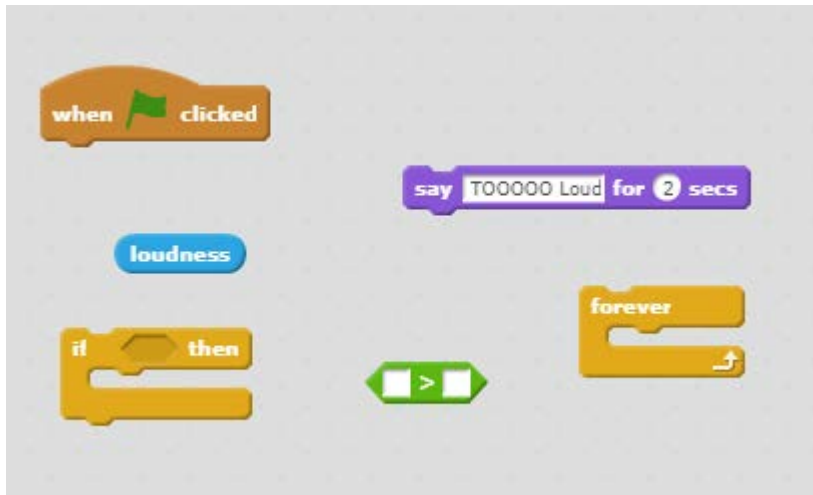 when clicked
say TOOOOO Loud for 2 secs
loudness
forever
if then
>